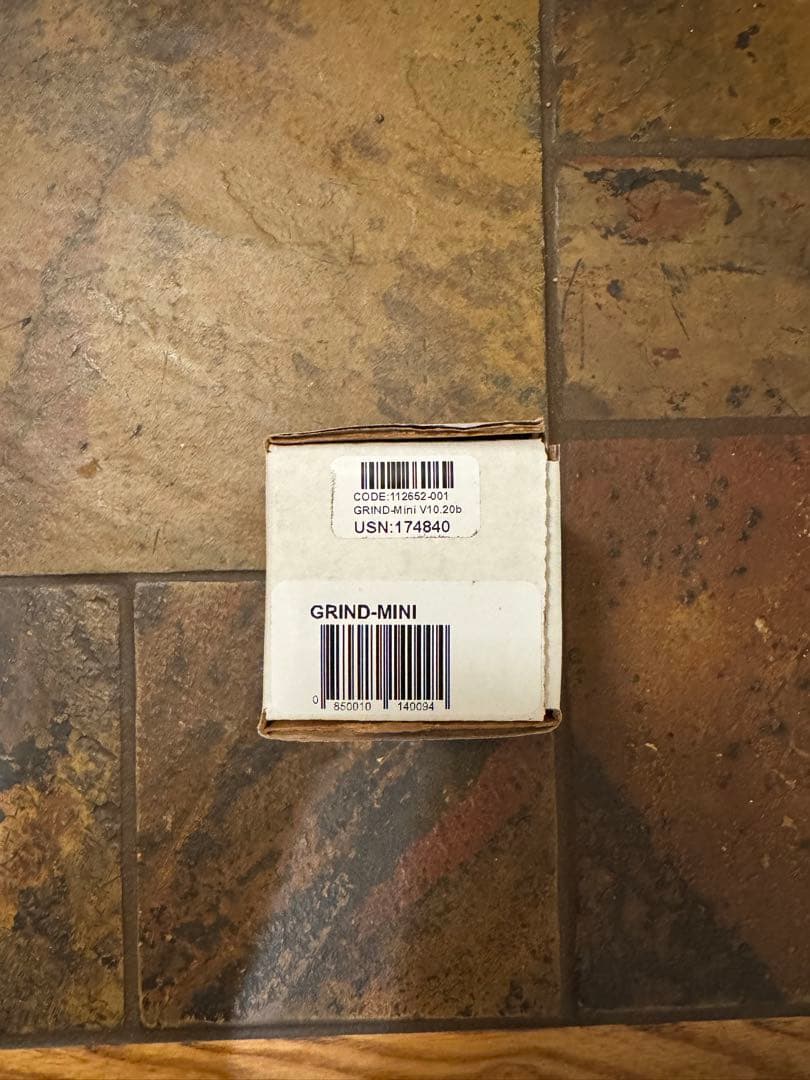 CODE:112652-001
GRIND-Mini V10.20b
USN:174840
GRIND-MINI
0 850010 140094